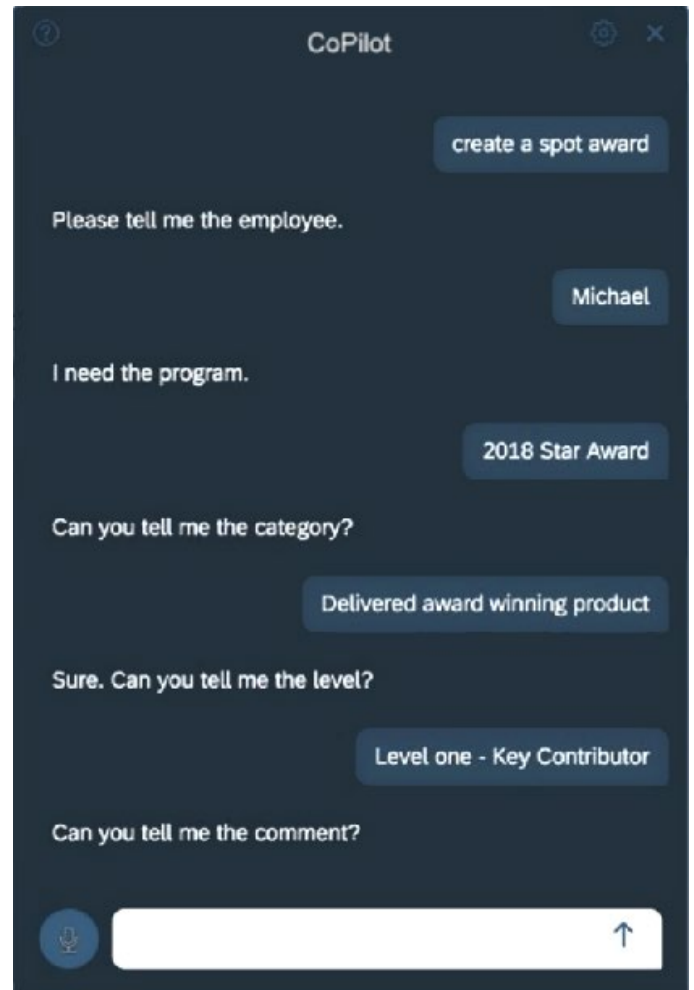 CoPilot
create a spot award
Please tell me the employee.
Michael
I need the program.
2018 Star Award
Can you tell me the category?
Delivered award winning product
Sure. Can you tell me the level?
Level one - Key Contributor
Can you tell me the comment?